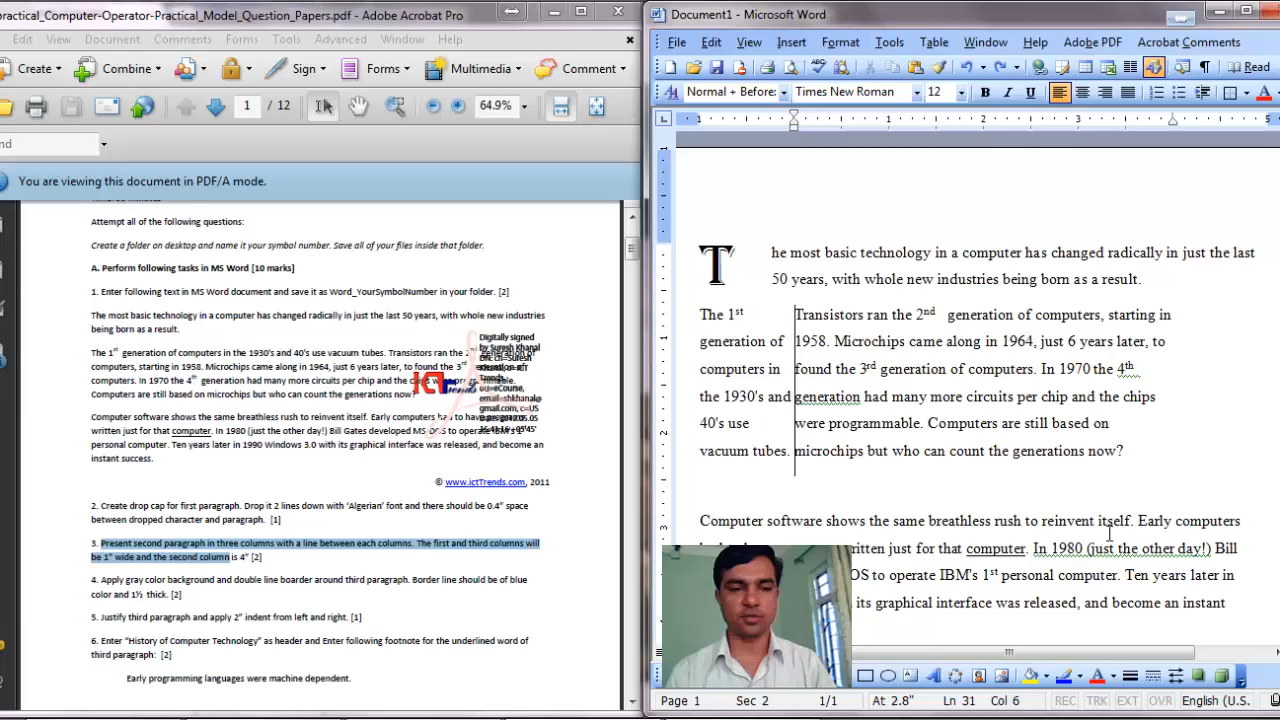 ractical_Computer-Operator-Practical_Model_Question_Papers.pdf - Adobe Acrobat Pro
View Document Comments Forms Tools Advanced Window Help
Create Combine Sign Forms Multimedia Comment
1 / 12 64.9%
nd
You are viewing this document in PDF/A mode.
Attempt all of the following questions:
Create a folder on desktop and name it your symbol number. Save all of your files inside that folder.
A. Perform following tasks in MS Word [10 marks]
1. Enter following text in MS Word document and save it as Word_YourSymbolNumber in your folder. [2]
The most basic technology in a computer has changed radically in just the last 50 years, with whole new industries
being born as a result.
The 1st generation of computers in the 1930's and 40's use vacuum tubes. Transistors ran the 2nd generation of
computers, starting in 1958. Microchips came along in 1964, just 6 years later, to found the 3rd generation of
computers. In 1970 the 4th generation had many more circuits per chip and the chips were programmable.
Computers are still based on microchips but who can count the generations now?
Computer software shows the same breathless rush to reinvent itself. Early computers had to have programs
written just for that computer. In 1980 (just the other day!) Bill Gates developed MS DOS to operate IBM's 1st
personal computer. Ten years later in 1990 Windows 3.0 with its graphical interface was released, and become an
instant success.
Digitally signed
by Suresh Khanal
DN: cn=Suresh
ou=eCourse,
email=shkhanal@
gmail.com, c=US
ICT
© www.ictTrends.com, 2011
2. Create drop cap for first paragraph. Drop it 2 lines down with 'Algerian' font and there should be 0.4" space
between dropped character and paragraph. [1]
3. Present second paragraph in three columns with a line between each columns. The first and third columns will
be 1" wide and the second column is 4" [2]
4. Apply gray color background and double line boarder around third paragraph. Border line should be of blue
color and 1½ thick. [2]
5. Justify third paragraph and apply 2" indent from left and right. [1]
6. Enter "History of Computer Technology" as header and Enter following footnote for the underlined word of
third paragraph: [2]
Early programming languages were machine dependent.
Document1 - Microsoft Word
File Edit View Insert Format Tools Table Window Help Adobe PDF Acrobat Comments
Read
Normal + Before: Times New Roman 12 B I U
1 1 2 3 5
The most basic technology in a computer has changed radically in just the last
50 years, with whole new industries being born as a result.
The 1st
generation of
computers in
the 1930's and
40's use
vacuum tubes.
Transistors ran the 2nd generation of computers, starting in
1958. Microchips came along in 1964, just 6 years later, to
found the 3rd generation of computers. In 1970 the 4th
generation had many more circuits per chip and the chips
were programmable. Computers are still based on
microchips but who can count the generations now?
Computer software shows the same breathless rush to reinvent itself. Early computers
written just for that computer. In 1980 (just the other day!) Bill
OS to operate IBM's 1st personal computer. Ten years later in
its graphical interface was released, and become an instant
Page 1 Sec 2 1/1 At 2.8" Ln 31 Col 6 REC TRK EXT OVR English (U.S.